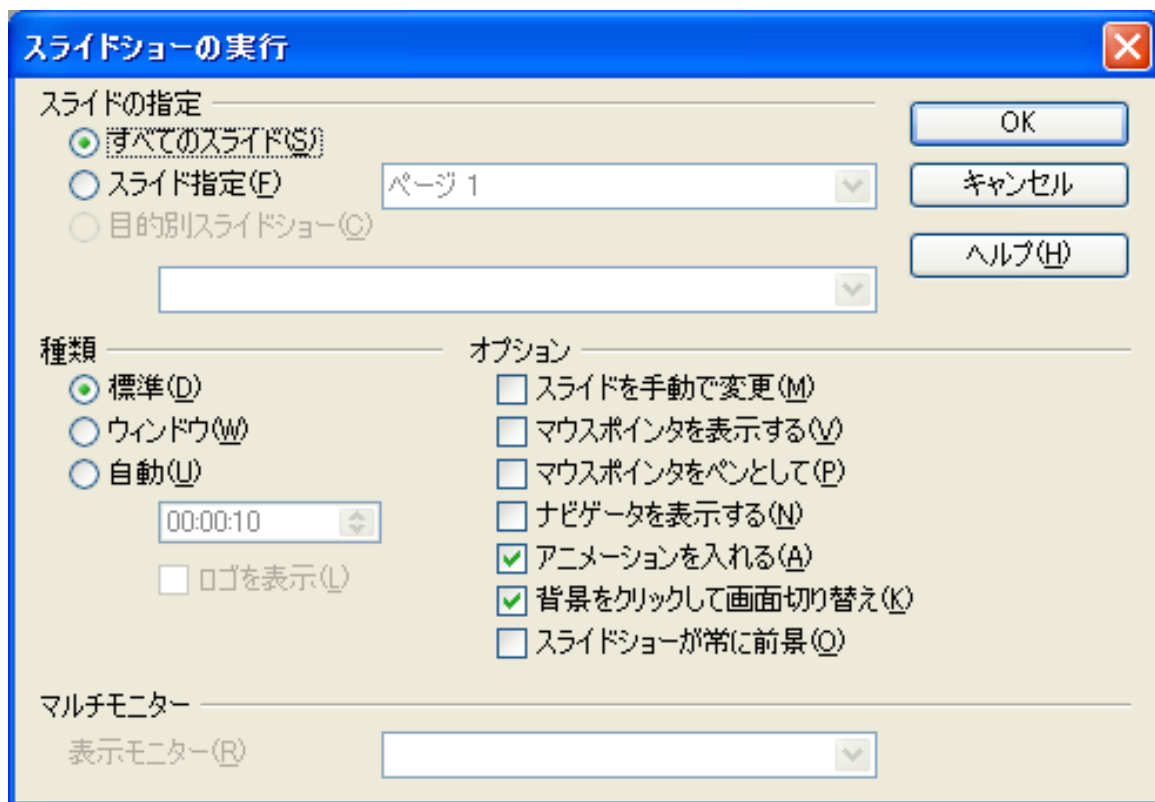 スライドショーの実行
スライドの指定
すべてのスライド(S)
OK
スライド指定(F)
ページ 1
キャンセル
目的別スライドショー(C)
ヘルプ(H)
種類
標準(D)
ウィンドウ(W)
自動(U)
00:00:10
ロゴを表示(L)
オプション
スライドを手動で変更(M)
マウスポインタを表示する(V)
マウスポインタをペンとして(P)
ナビゲータを表示する(N)
アニメーションを入れる(A)
背景をクリックして画面切り替え(K)
スライドショーが常に前景(O)
マルチモニター
表示モニター(R)